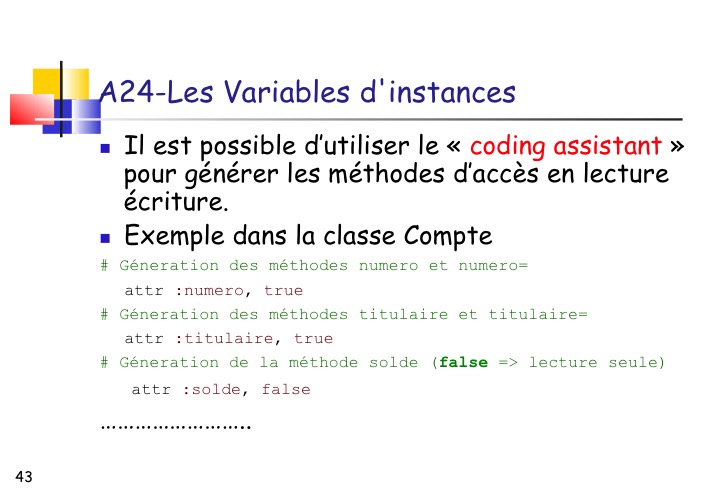 A24-Les Variables d'instances
Il est possible d’utiliser le « coding assistant »
pour générer les méthodes d’accès en lecture
écriture.
Exemple dans la classe Compte
# Géneration des méthodes numero et numero=
attr :numero, true
# Géneration des méthodes titulaire et titulaire=
attr :titulaire, true
# Géneration de la méthode solde (false => lecture seule)
attr :solde, false
……………………..
43